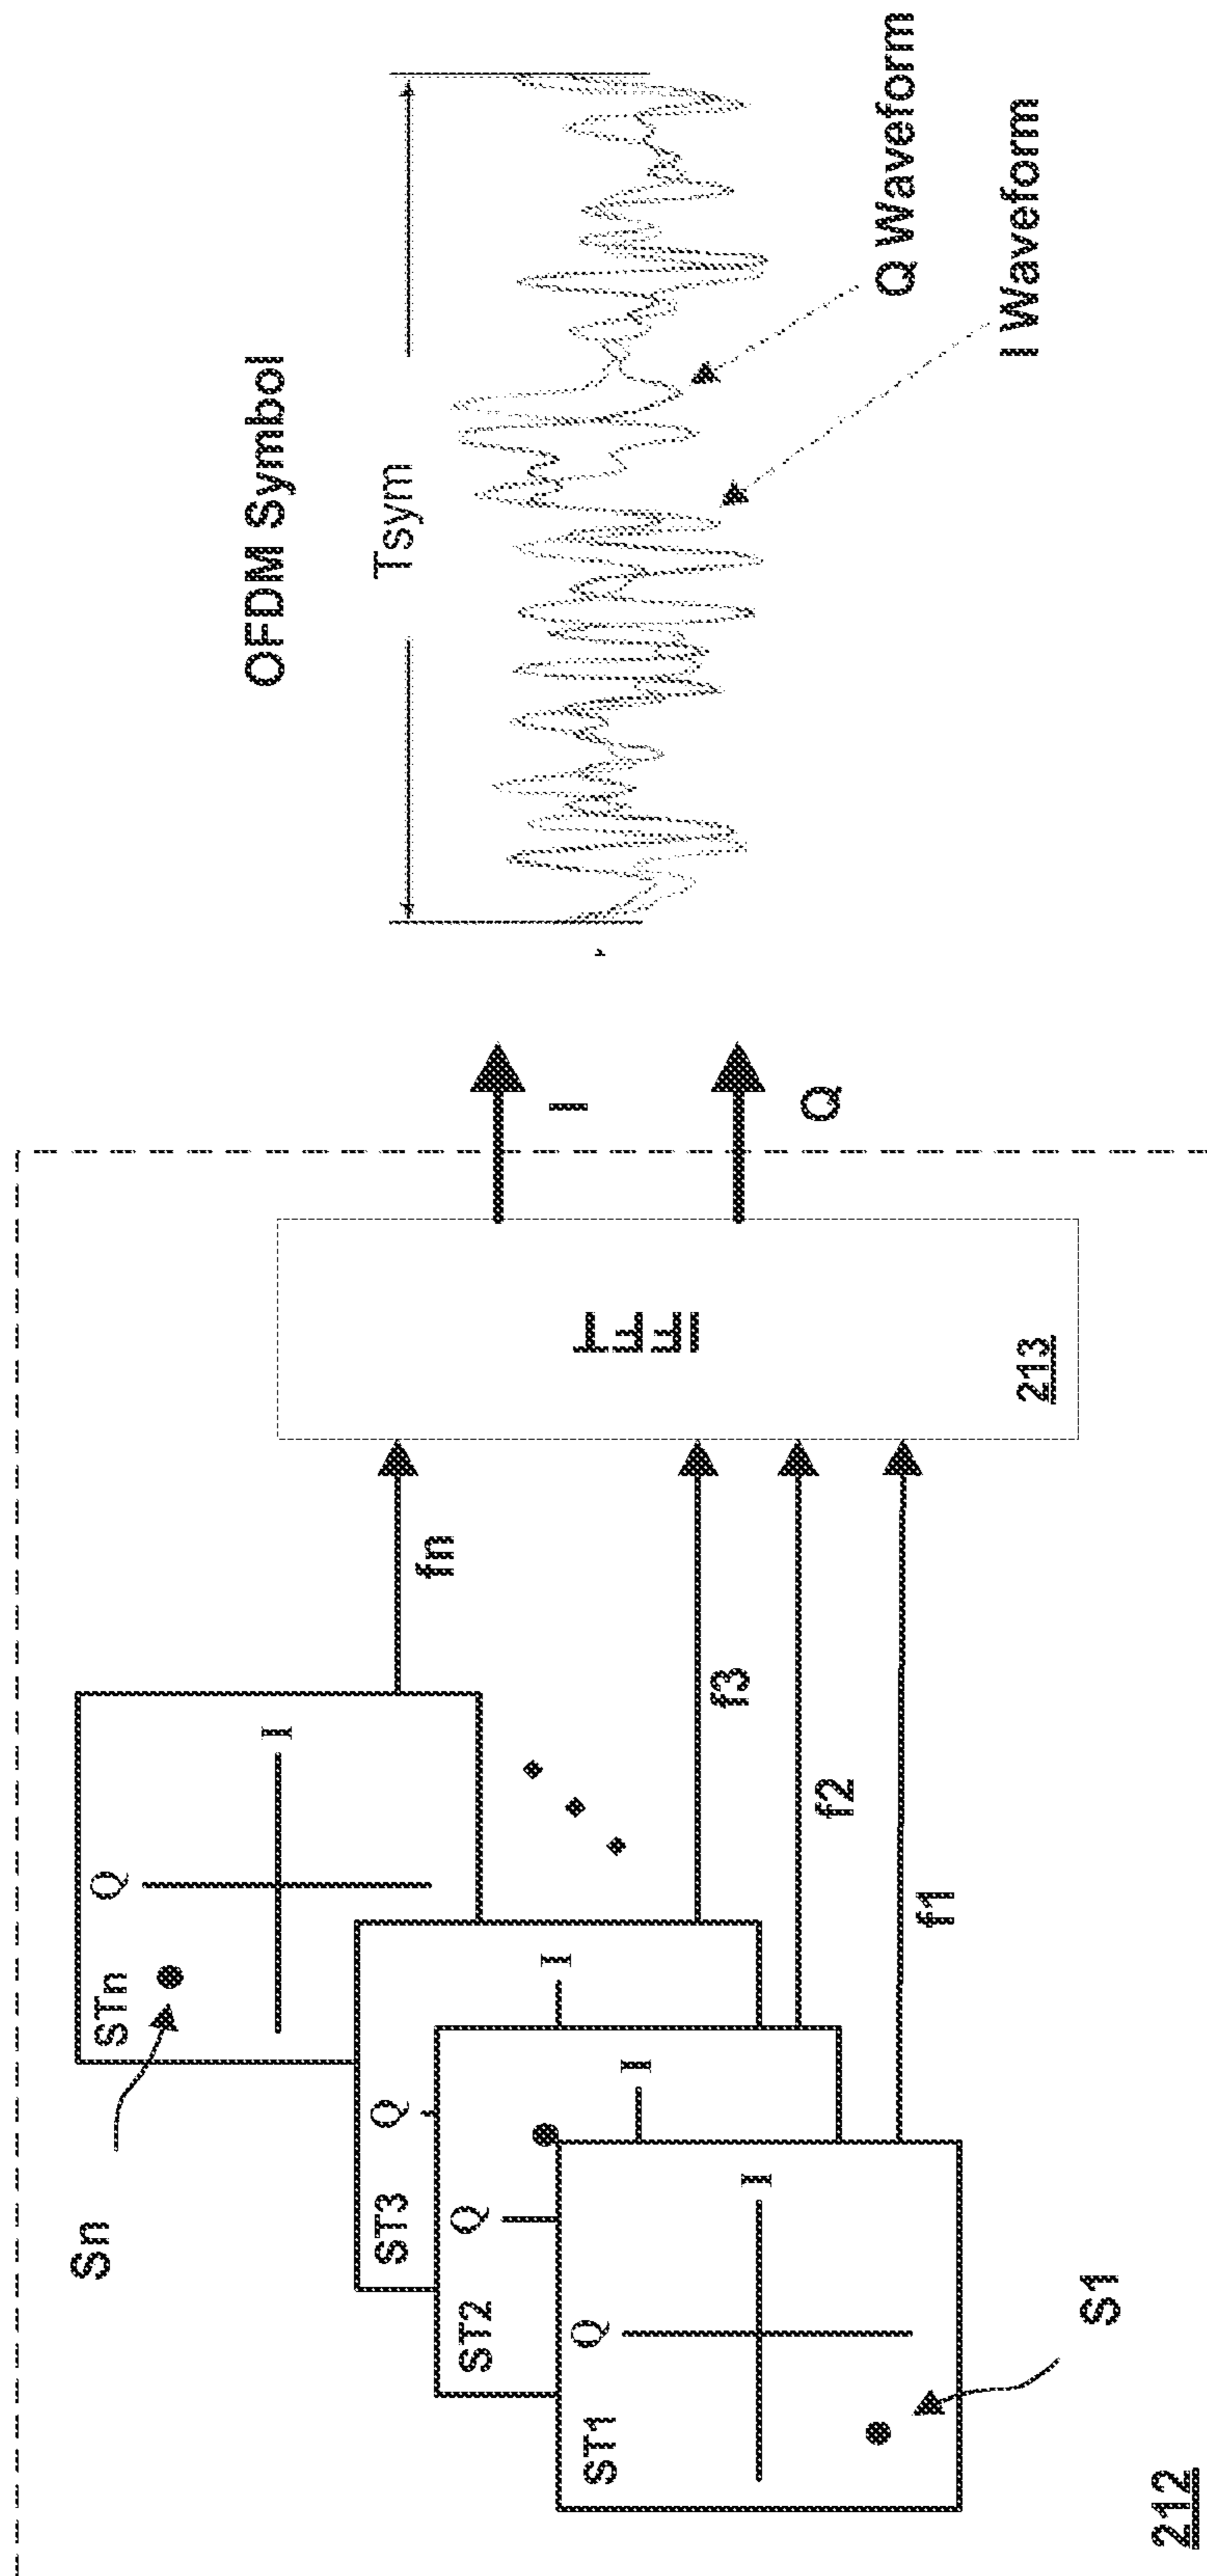 OFDM Symbol
Tsym
Q Waveform
I Waveform
I
Q
IFFT
213
fn
f3
f2
f1
STn
Q
I
Sn
ST3
Q
I
ST2
Q
I
ST1
Q
I
S1
212